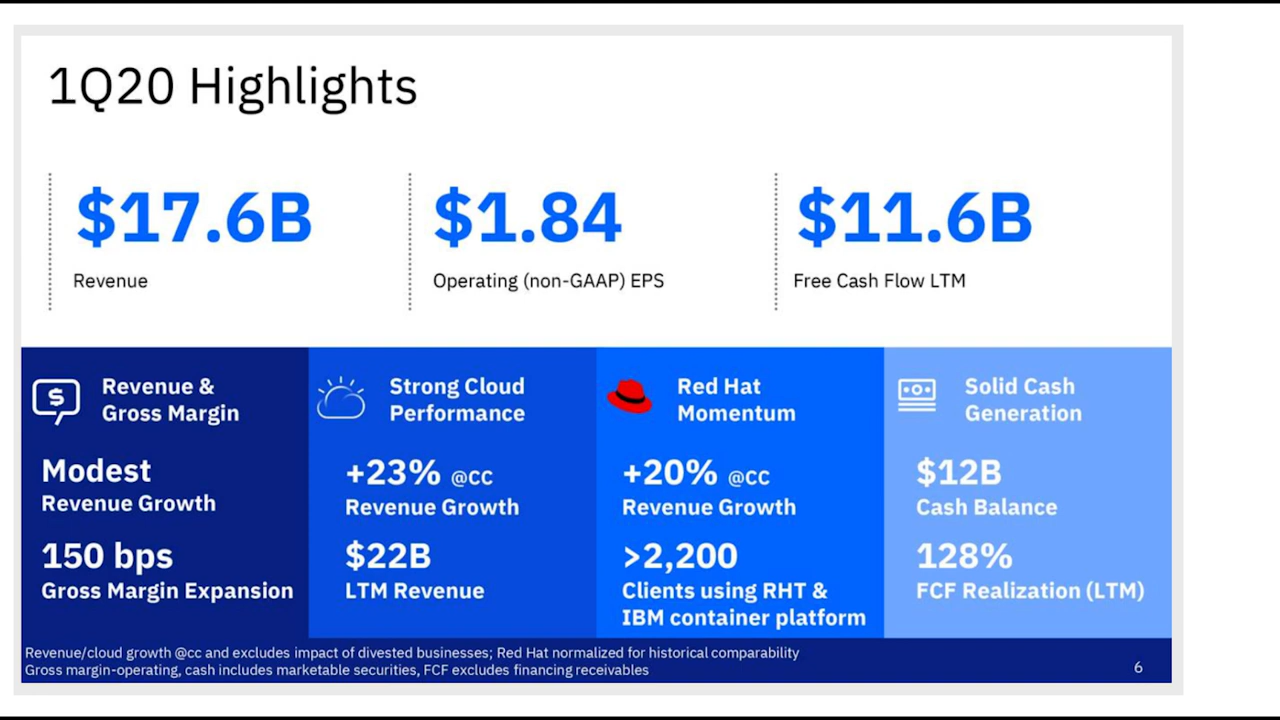 1Q20 Highlights
$17.6B
Revenue
$1.84
Operating (non-GAAP) EPS
$11.6B
Free Cash Flow LTM
$
Revenue &
Gross Margin
Modest
Revenue Growth
150 bps
Gross Margin Expansion
Strong Cloud
Performance
+23% @CC
Revenue Growth
$22B
LTM Revenue
Red Hat
Momentum
+20% @CC
Revenue Growth
>2,200
Clients using RHT &
IBM container platform
Solid Cash
Generation
$12B
Cash Balance
128%
FCF Realization (LTM)
Revenue/cloud growth @cc and excludes impact of divested businesses; Red Hat normalized for historical comparability
Gross margin-operating, cash includes marketable securities, FCF excludes financing receivables
6